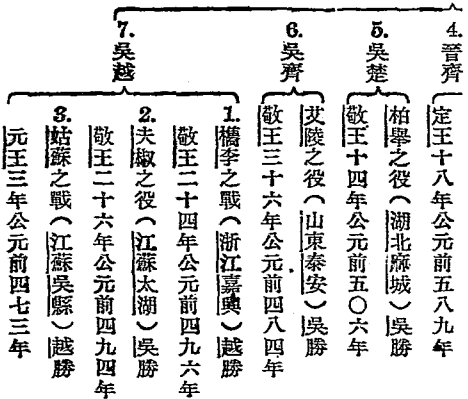 4.晉齊
定王十八年公元前五八九年
5.吳楚
柏舉之役(湖北麻城)吳勝
敬王十四年公元前五〇六年
6.吳齊
艾陵之役(山東泰安)吳勝
敬王三十六年公元前四八四年
7.吳越
1.檇李之戰(浙江嘉興)越勝
敬王二十四年公元前四九六年
2.夫椒之役(江蘇太湖)吳勝
敬王二十六年公元前四九四年
3.姑蘇之戰(江蘇吳縣)越勝
元王三年公元前四七三年